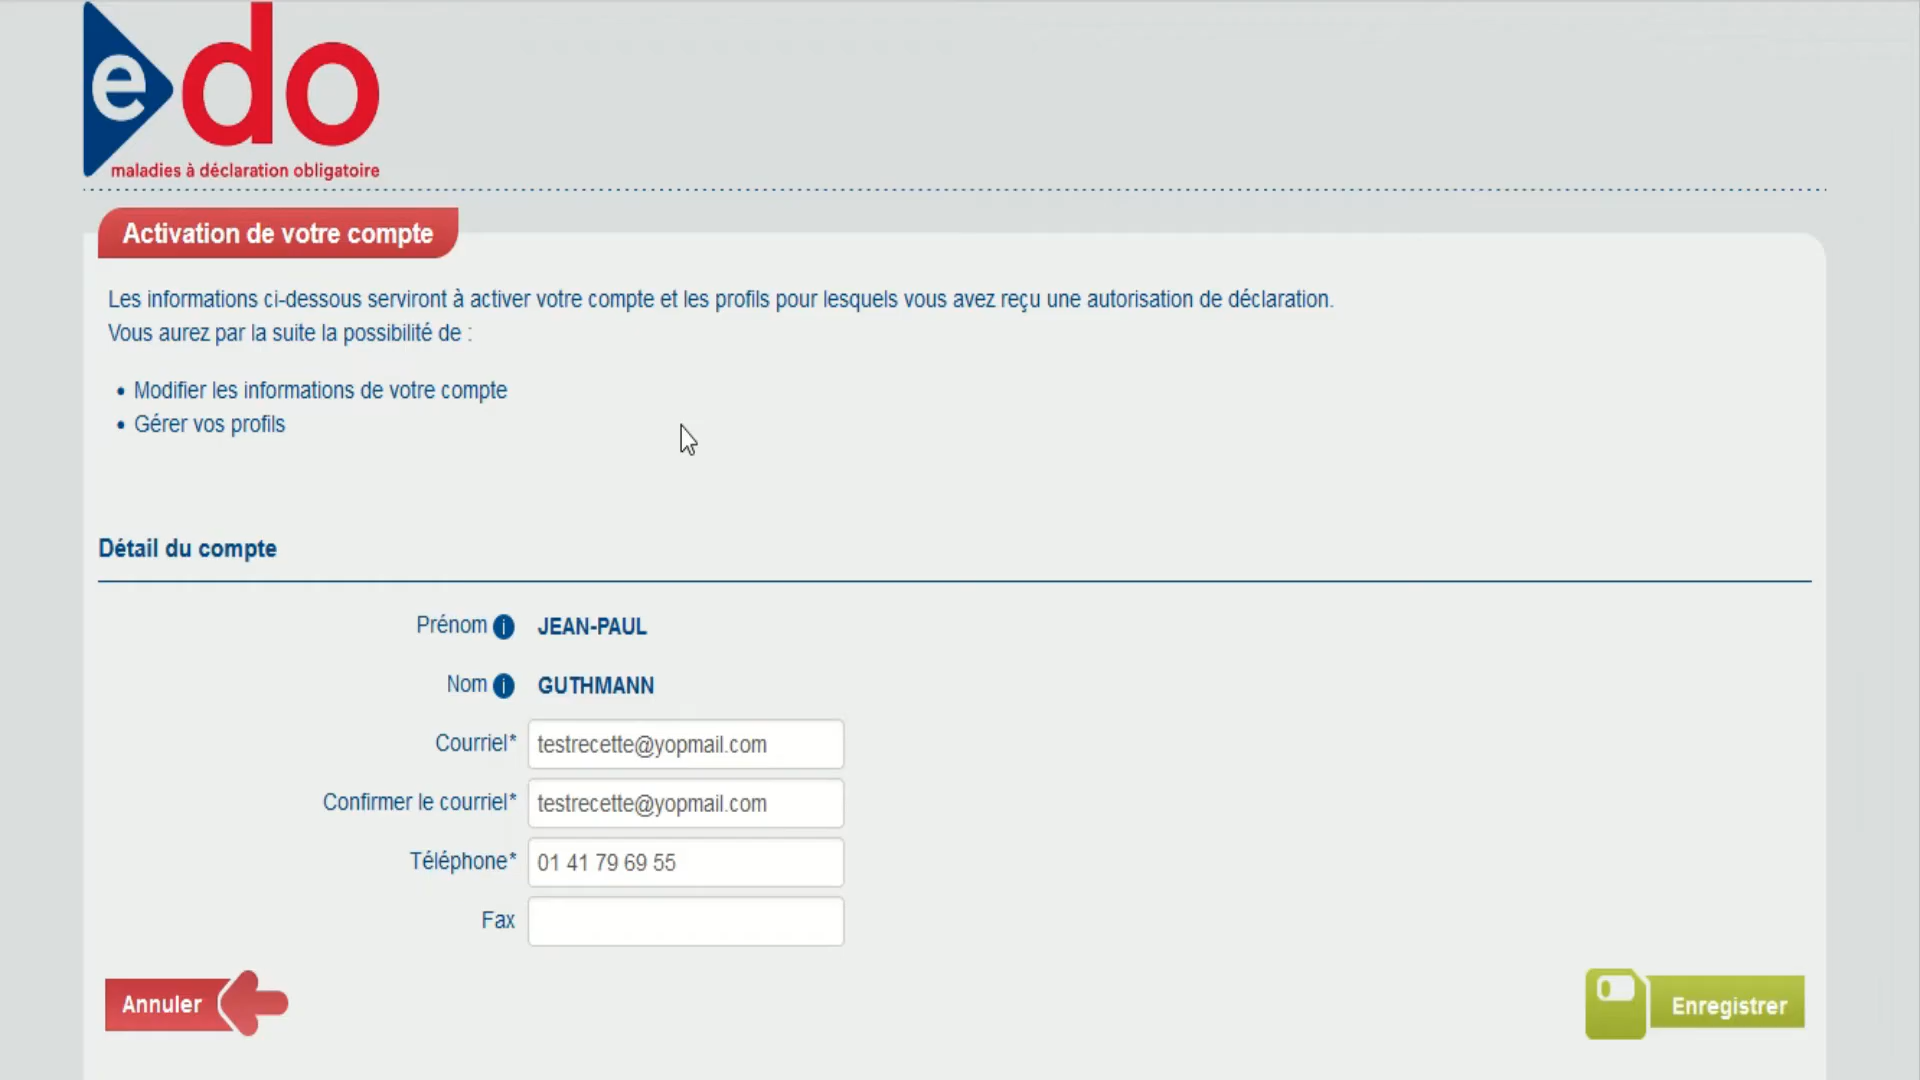 edo
maladies à déclaration obligatoire
Activation de votre compte
Les informations ci-dessous serviront à activer votre compte et les profils pour lesquels vous avez reçu une autorisation de déclaration.
Vous aurez par la suite la possibilité de :
• Modifier les informations de votre compte
• Gérer vos profils
Détail du compte
Prénom i JEAN-PAUL
Nom i GUTHMANN
Courriel* testrecette@yopmail.com
Confirmer le courriel* testrecette@yopmail.com
Téléphone* 01 41 79 69 55
Fax
Annuler
Enregistrer